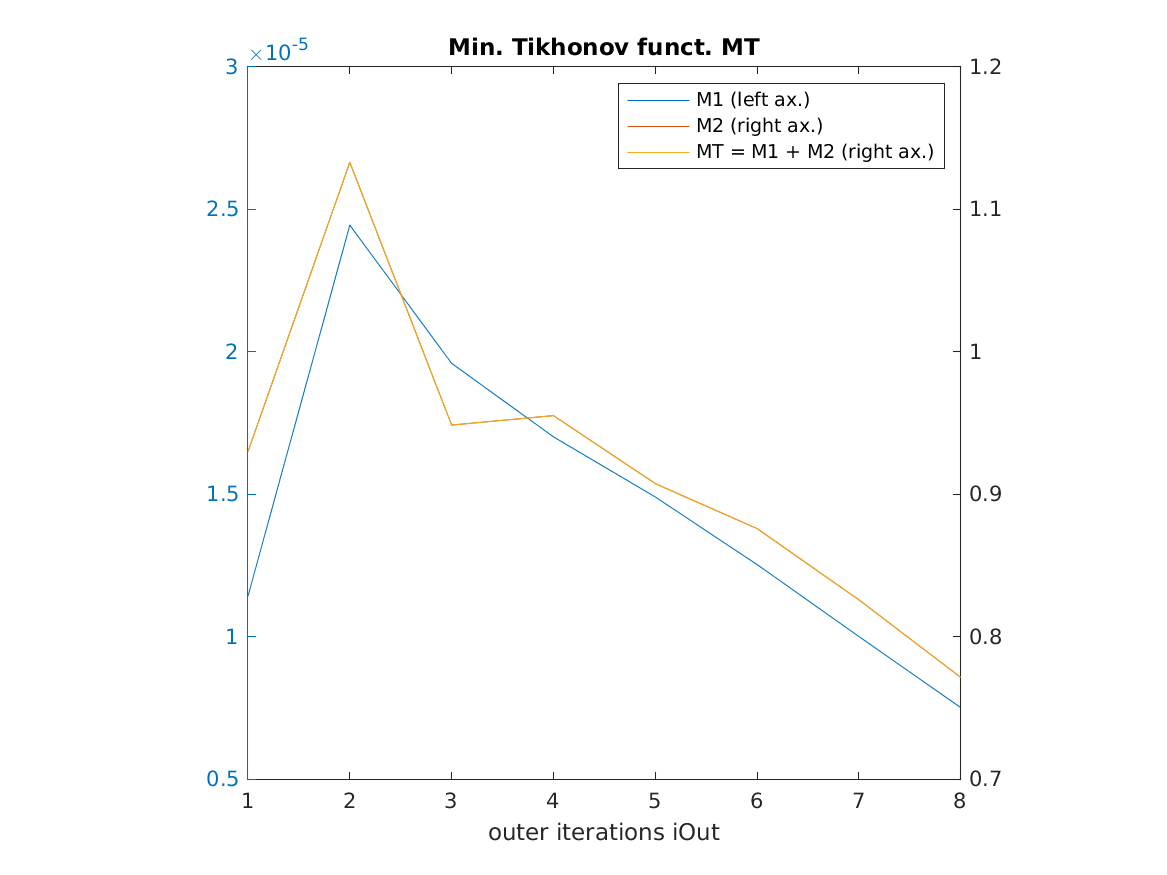 Min. Tikhonov funct. MT
×10-5
3
2.5
2
1.5
1
0.5
1.2
1.1
1
0.9
0.8
0.7
M1 (left ax.)
M2 (right ax.)
MT = M1 + M2 (right ax.)
1 2 3 4 5 6 7 8
outer iterations iOut